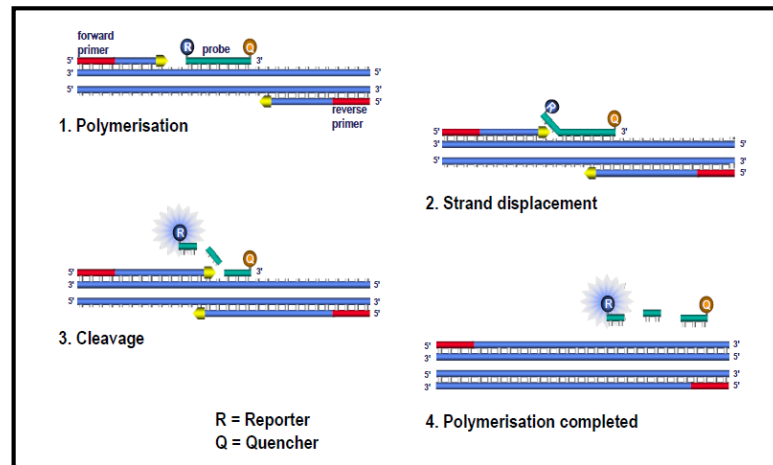 forward
primer
R
probe
Q
5'
3'
3'
5'
5'
3'
3'
5'
reverse
primer
1. Polymerisation
R
Q
5'
3'
3'
5'
5'
3'
3'
5'
2. Strand displacement
R
Q
5'
3'
3'
5'
5'
3'
3'
5'
3. Cleavage
R
Q
5'
3'
3'
5'
5'
3'
3'
5'
4. Polymerisation completed
R = Reporter
Q = Quencher